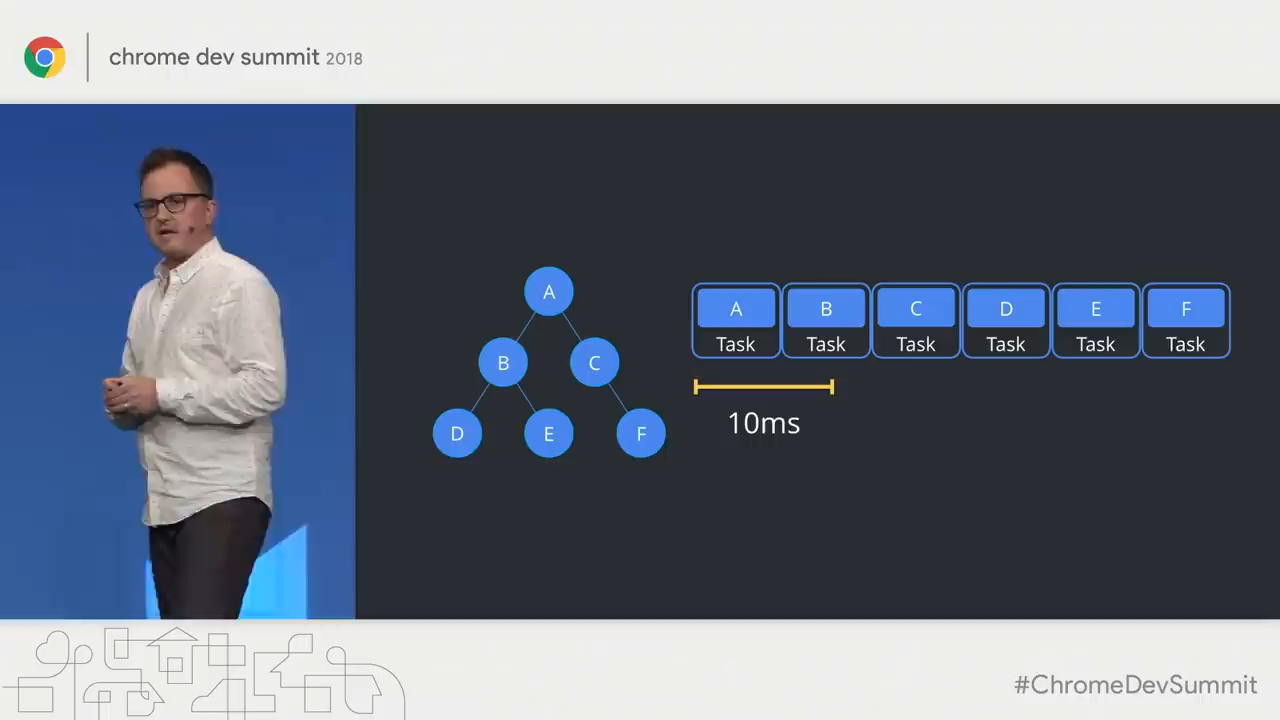 chrome dev summit 2018
A
B C
D E F
A B C D E F
Task Task Task Task Task Task
10ms
#ChromeDevSummit